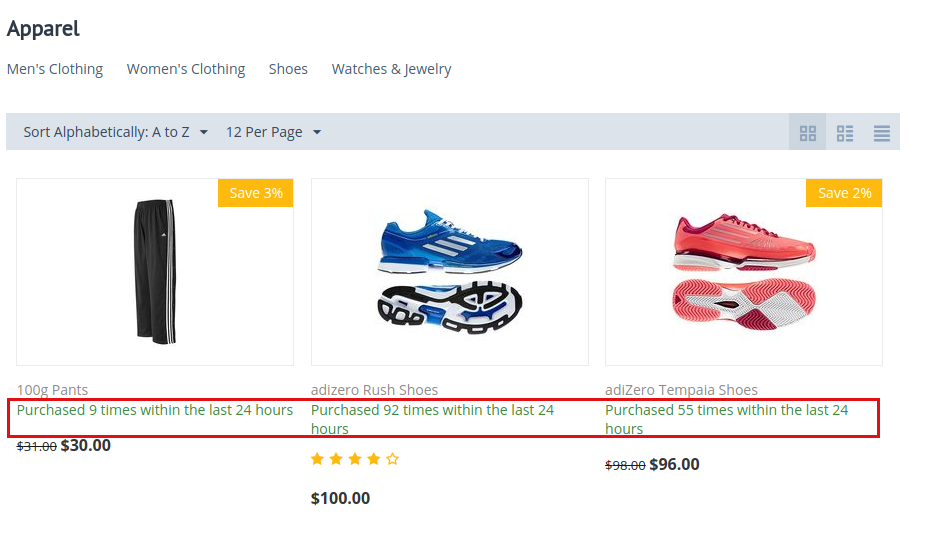 Apparel
Men's Clothing Women's Clothing Shoes Watches & Jewelry
Sort Alphabetically: A to Z 12 Per Page
Save 3%
Save 2%
100g Pants
Purchased 9 times within the last 24 hours
$31.00 $30.00
adizero Rush Shoes
Purchased 92 times within the last 24
hours
$100.00
adiZero Tempaia Shoes
Purchased 55 times within the last 24
hours
$98.00 $96.00